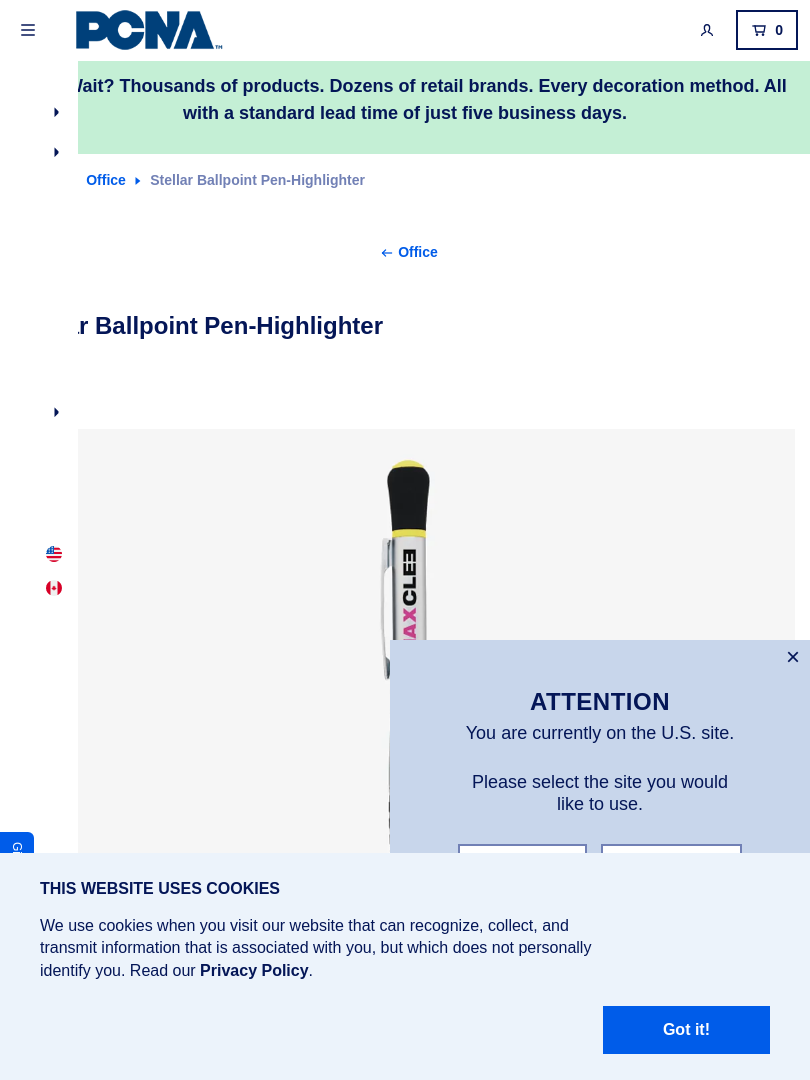 PCNA™
0
Wait? Thousands of products. Dozens of retail brands. Every decoration method. All
with a standard lead time of just five business days.
Office
Stellar Ballpoint Pen-Highlighter
Office
Ballpoint Pen-Highlighter
ATTENTION
You are currently on the U.S. site.
Please select the site you would
like to use.
THIS WEBSITE USES COOKIES
We use cookies when you visit our website that can recognize, collect, and
transmit information that is associated with you, but which does not personally
identify you. Read our Privacy Policy.
Got it!